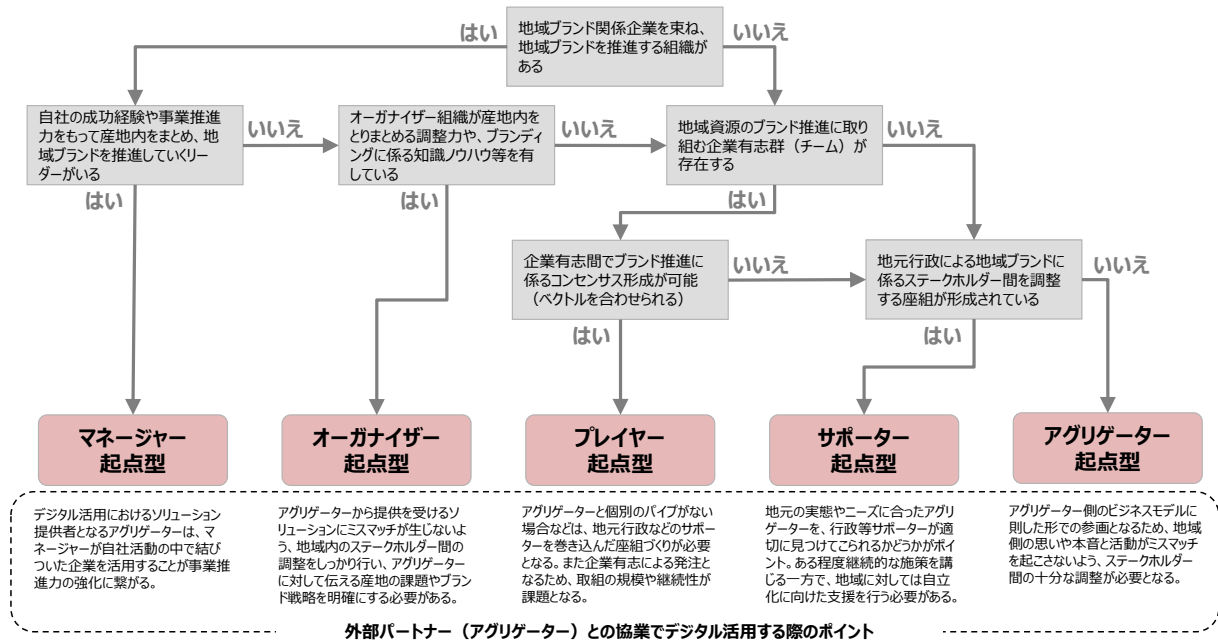 地域ブランド関係企業を束ね、
地域ブランドを推進する組織が
ある
はい
いいえ
自社の成功経験や事業推進
力をもって産地内をまとめ、地
域ブランドを推進していくリー
ダーがいる
いいえ
オーガナイザー組織が産地内を
とりまとめる調整力や、ブランディ
ングに係る知識ノウハウ等を有
している
いいえ
地域資源のブランド推進に取り
組む企業有志群（チーム）が
存在する
いいえ
はい
はい
はい
企業有志間でブランド推進に
係るコンセンサス形成が可能
（ベクトルを合わせられる）
いいえ
地元行政による地域ブランドに
係るステークホルダー間を調整
する座組が形成されている
いいえ
はい
はい
マネージャー
起点型
オーガナイザー
起点型
プレイヤー
起点型
サポーター
起点型
アグリゲーター
起点型
デジタル活用におけるソリューション
提供者となるアグリゲーターは、マ
ネージャーが自社活動の中で結び
ついた企業を活用することが事業推
進力の強化に繋がる。
アグリゲーターから提供を受けるソ
リューションにミスマッチが生じないよ
う、地域内のステークホルダー間の
調整をしっかり行い、アグリゲーター
に対して伝える産地の課題やブラン
ド戦略を明確にする必要がある。
アグリゲーターと個別のパイプがない
場合などは、地元行政などのサポー
ターを巻き込んだ座組づくりが必要
となる。また企業有志による発注と
なるため、取組の規模や継続性が
課題となる。
地元の実態やニーズに合ったアグリ
ゲーターを、行政等サポーターが適
切に見つけてこられるかどうかがポイ
ント。ある程度継続的な施策を講
じる一方で、地域に対しては自立
化に向けた支援を行う必要がある。
アグリゲーター側のビジネスモデルに
則した形での参画となるため、地域
側の思いや本音と活動がミスマッチ
を起こさないよう、ステークホルダー
間の十分な調整が必要となる。
外部パートナー（アグリゲーター）との協業でデジタル活用する際のポイント